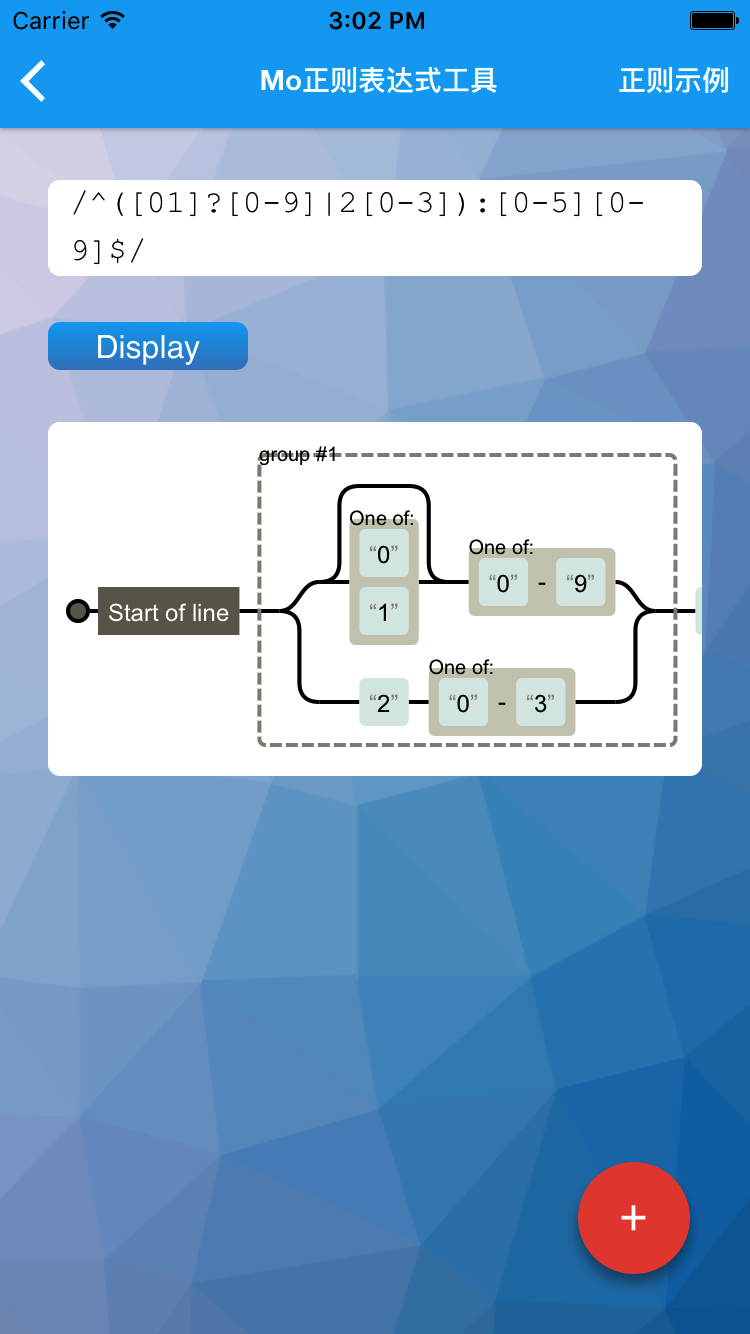 Carrier 3:02 PM
Mo正则表达式工具 正则示例
/^([01]?[0-9]|2[0-3]):[0-5][0-
9]$/
Display
group #1
One of:
“0”
One of:
“0” - “9”
Start of line
“1”
One of:
“2” “0” - “3”
+